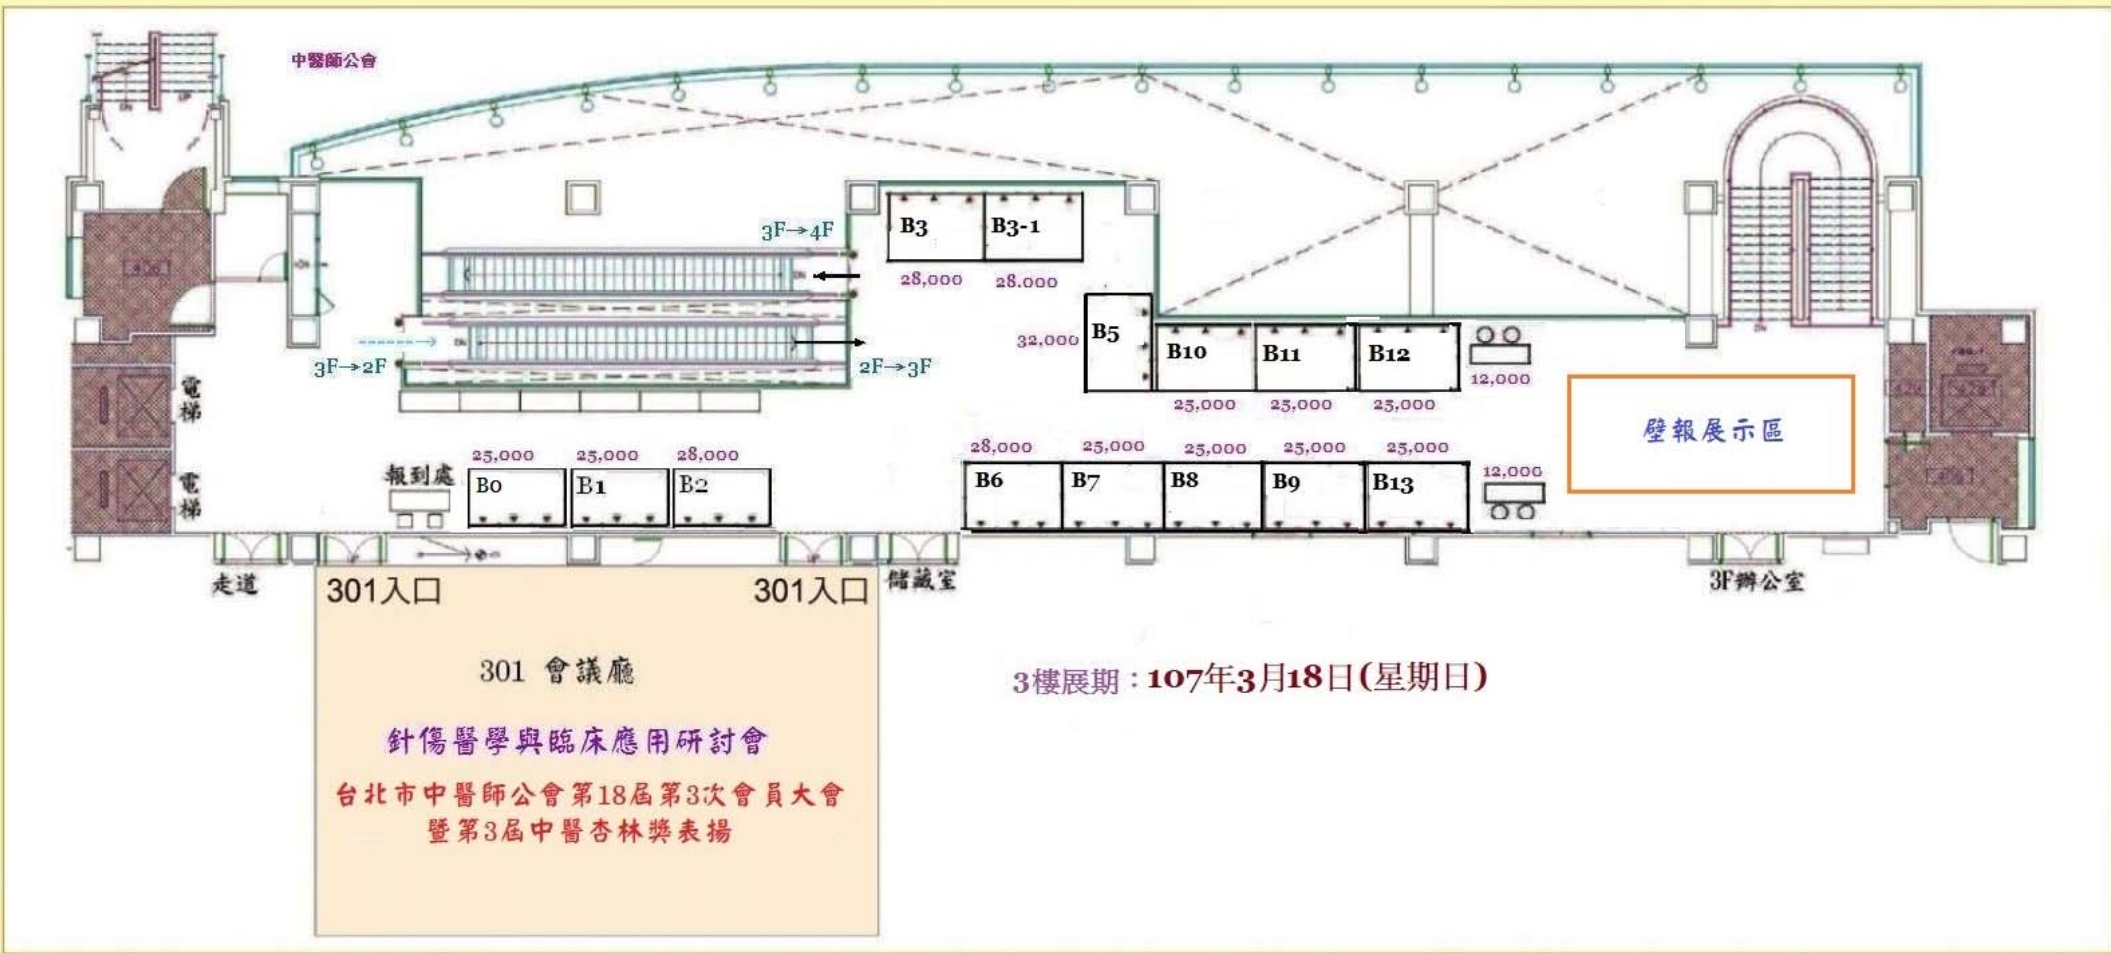 中醫師公會
3F→4F
B3
B3-1
28,000
28.000
3F→2F
2F→3F
B5
32,000
B10
B11
B12
25,000
25,000
25,000
12,000
電梯
電梯
報到處
25,000
25,000
28,000
B0
B1
B2
28,000
25,000
25,000
25,000
25,000
B6
B7
B8
B9
B13
12,000
壁報展示區
走道
301入口
301入口
儲藏室
3F辦公室
301 會議廳
針傷醫學與臨床應用研討會
台北市中醫師公會第18屆第3次會員大會
暨第3屆中醫杏林獎表揚
3樓展期：107年3月18日(星期日)